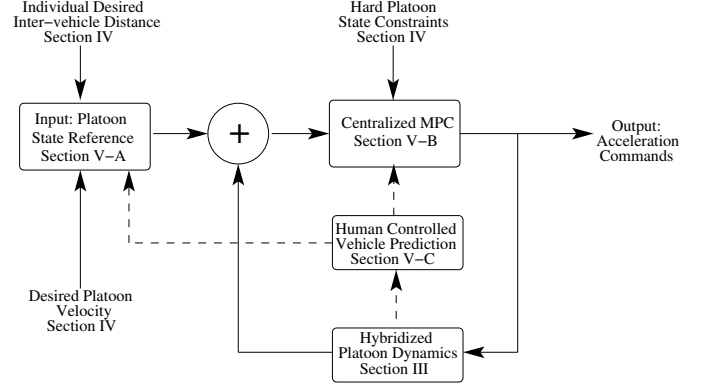 Individual Desired
Inter−vehicle Distance
Section IV
Hard Platoon
State Constraints
Section IV
Input: Platoon
State Reference
Section V−A
+
Centralized MPC
Section V−B
Output:
Acceleration
Commands
Human Controlled
Vehicle Prediction
Section V−C
Desired Platoon
Velocity
Section IV
Hybridized
Platoon Dynamics
Section III